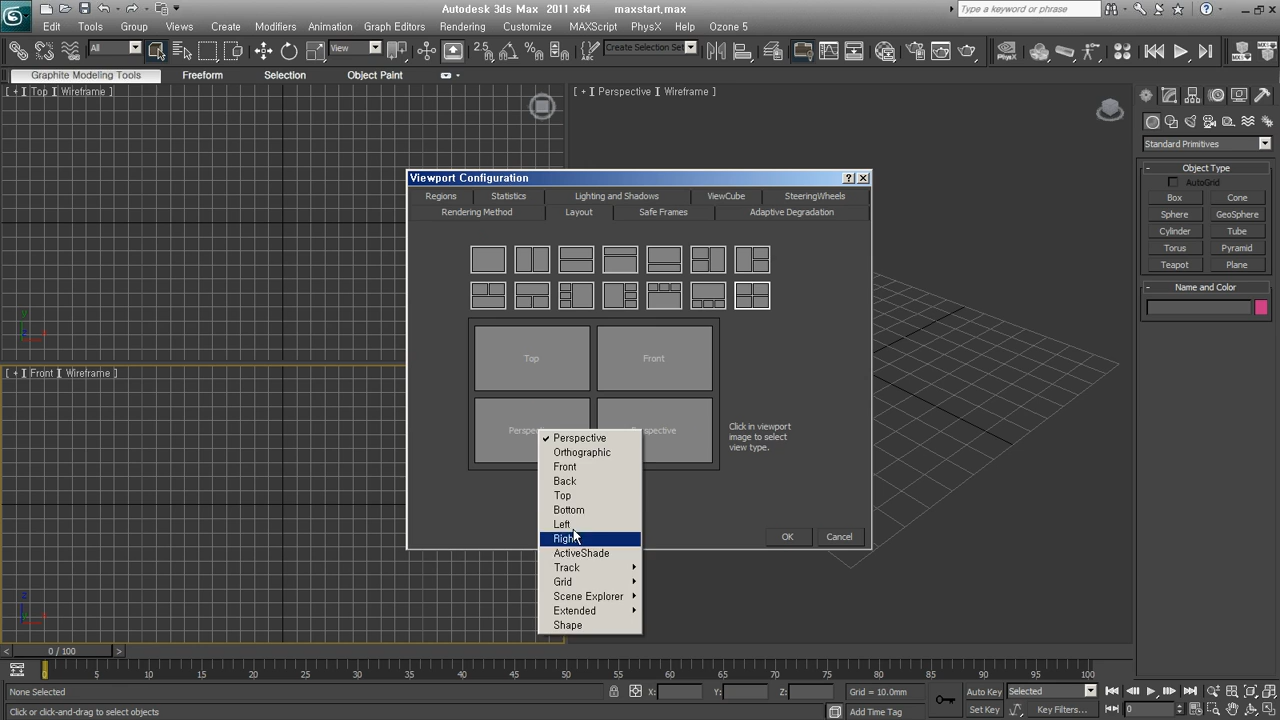 Autodesk 3ds Max 2011 x64 maxstart.max
Type a keyword or phrase
Edit Tools Group Views Create Modifiers Animation Graph Editors Rendering Customize MAXScript PhysX Help Ozone 5
All View Create Selection Set
Graphite Modeling Tools Freeform Selection Object Paint
[ + ] [ Top ] [ Wireframe ]
[ + ] [ Perspective ] [ Wireframe ]
Standard Primitives
Object Type
AutoGrid
Box Cone
Sphere GeoSphere
Cylinder Tube
Torus Pyramid
Teapot Plane
Name and Color
Viewport Configuration
Regions Statistics Lighting and Shadows ViewCube SteeringWheels
Rendering Method Layout Safe Frames Adaptive Degradation
Top Front
Perspective
Click in viewport
image to select
view type.
Perspective
Orthographic
Front
Back
Top
Bottom
Left
Right
ActiveShade
Track
Grid
Scene Explorer
Extended
Shape
OK Cancel
[ + ] [ Front ] [ Wireframe ]
< 0 / 100 >
0 5 10 15 20 25 30 35 40 45 50 55 60 65 70 75 80 85 90 95 100
None Selected X: Y: Z: Grid = 10.0mm Auto Key Selected
Click or click-and-drag to select objects Add Time Tag Set Key Key Filters... 0